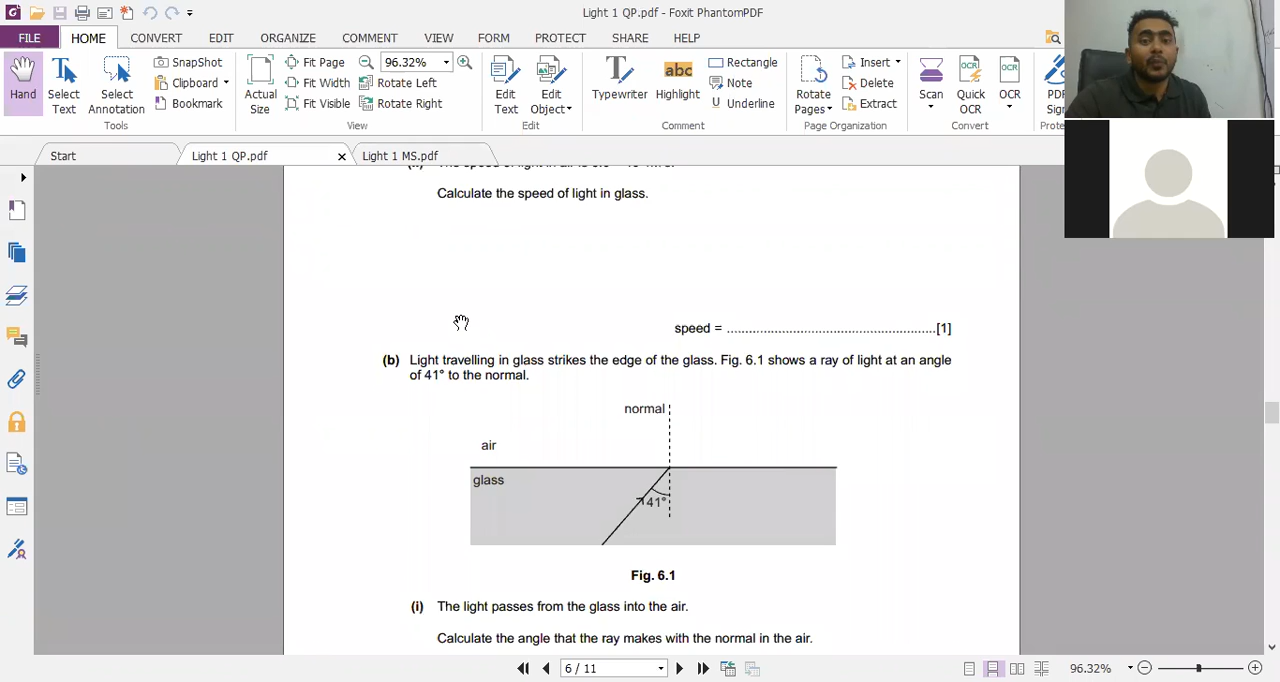 Light 1 QP.pdf - Foxit PhantomPDF
FILE HOME CONVERT EDIT ORGANIZE COMMENT VIEW FORM PROTECT SHARE HELP
Hand
Select Text
Select Annotation
SnapShot
Clipboard
Bookmark
Tools
Actual Size
Fit Page
Fit Width
Fit Visible
96.32%
Rotate Left
Rotate Right
View
Edit Text
Edit Object
Edit
Typewriter
Highlight
Rectangle
Note
Underline
Comment
Rotate Pages
Insert
Delete
Extract
Page Organization
Scan
Quick OCR
OCR
Convert
PDF Sign
Start
Light 1 QP.pdf
Light 1 MS.pdf
Calculate the speed of light in glass.
speed = ........................................................[1]
(b) Light travelling in glass strikes the edge of the glass. Fig. 6.1 shows a ray of light at an angle
of 41° to the normal.
normal
air
glass
41°
Fig. 6.1
(i) The light passes from the glass into the air.
Calculate the angle that the ray makes with the normal in the air.
6 / 11
96.32%